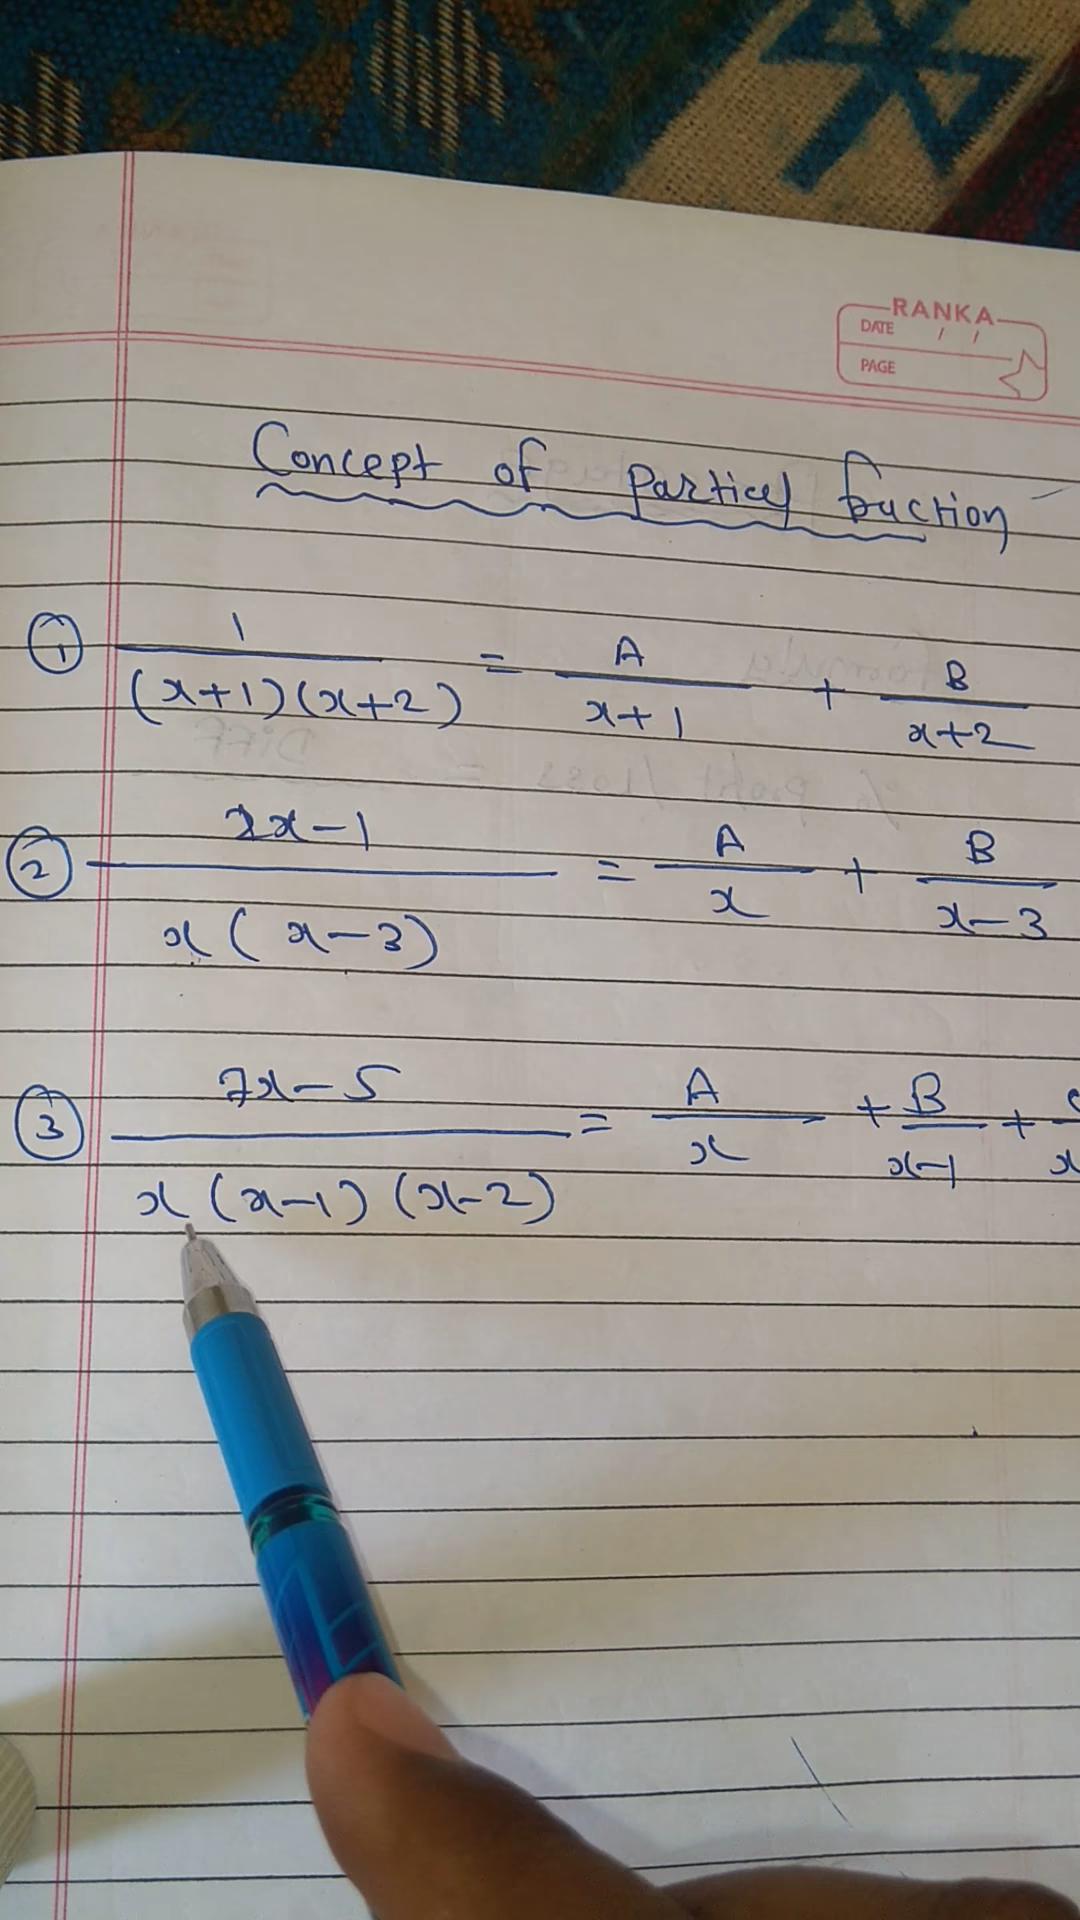 RANKA
DATE / /
PAGE
Concept of Partial fraction
① 1/(x+1)(x+2) = A/x+1 + B/x+2
② 2x-1/x(x-3) = A/x + B/x-3
③ 7x-5/x(x-1)(x-2) = A/x + B/x-1 + C/x